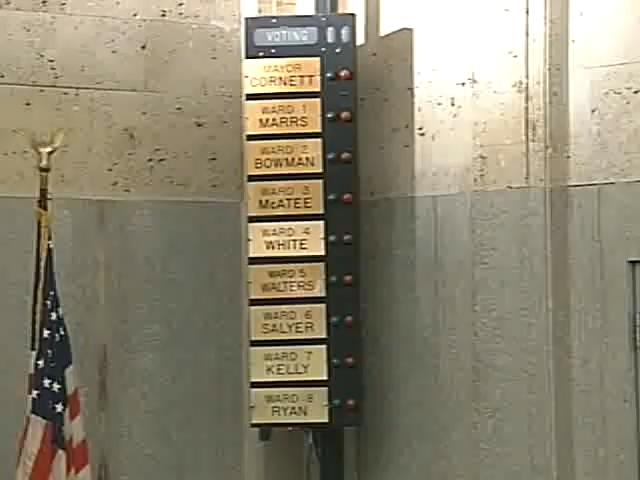 VOTING
MAYOR
CORNETT
WARD 1
MARRS
WARD 2
BOWMAN
WARD 3
McATEE
WARD 4
WHITE
WARD 5
WALTERS
WARD 6
SALYER
WARD 7
KELLY
WARD 8
RYAN